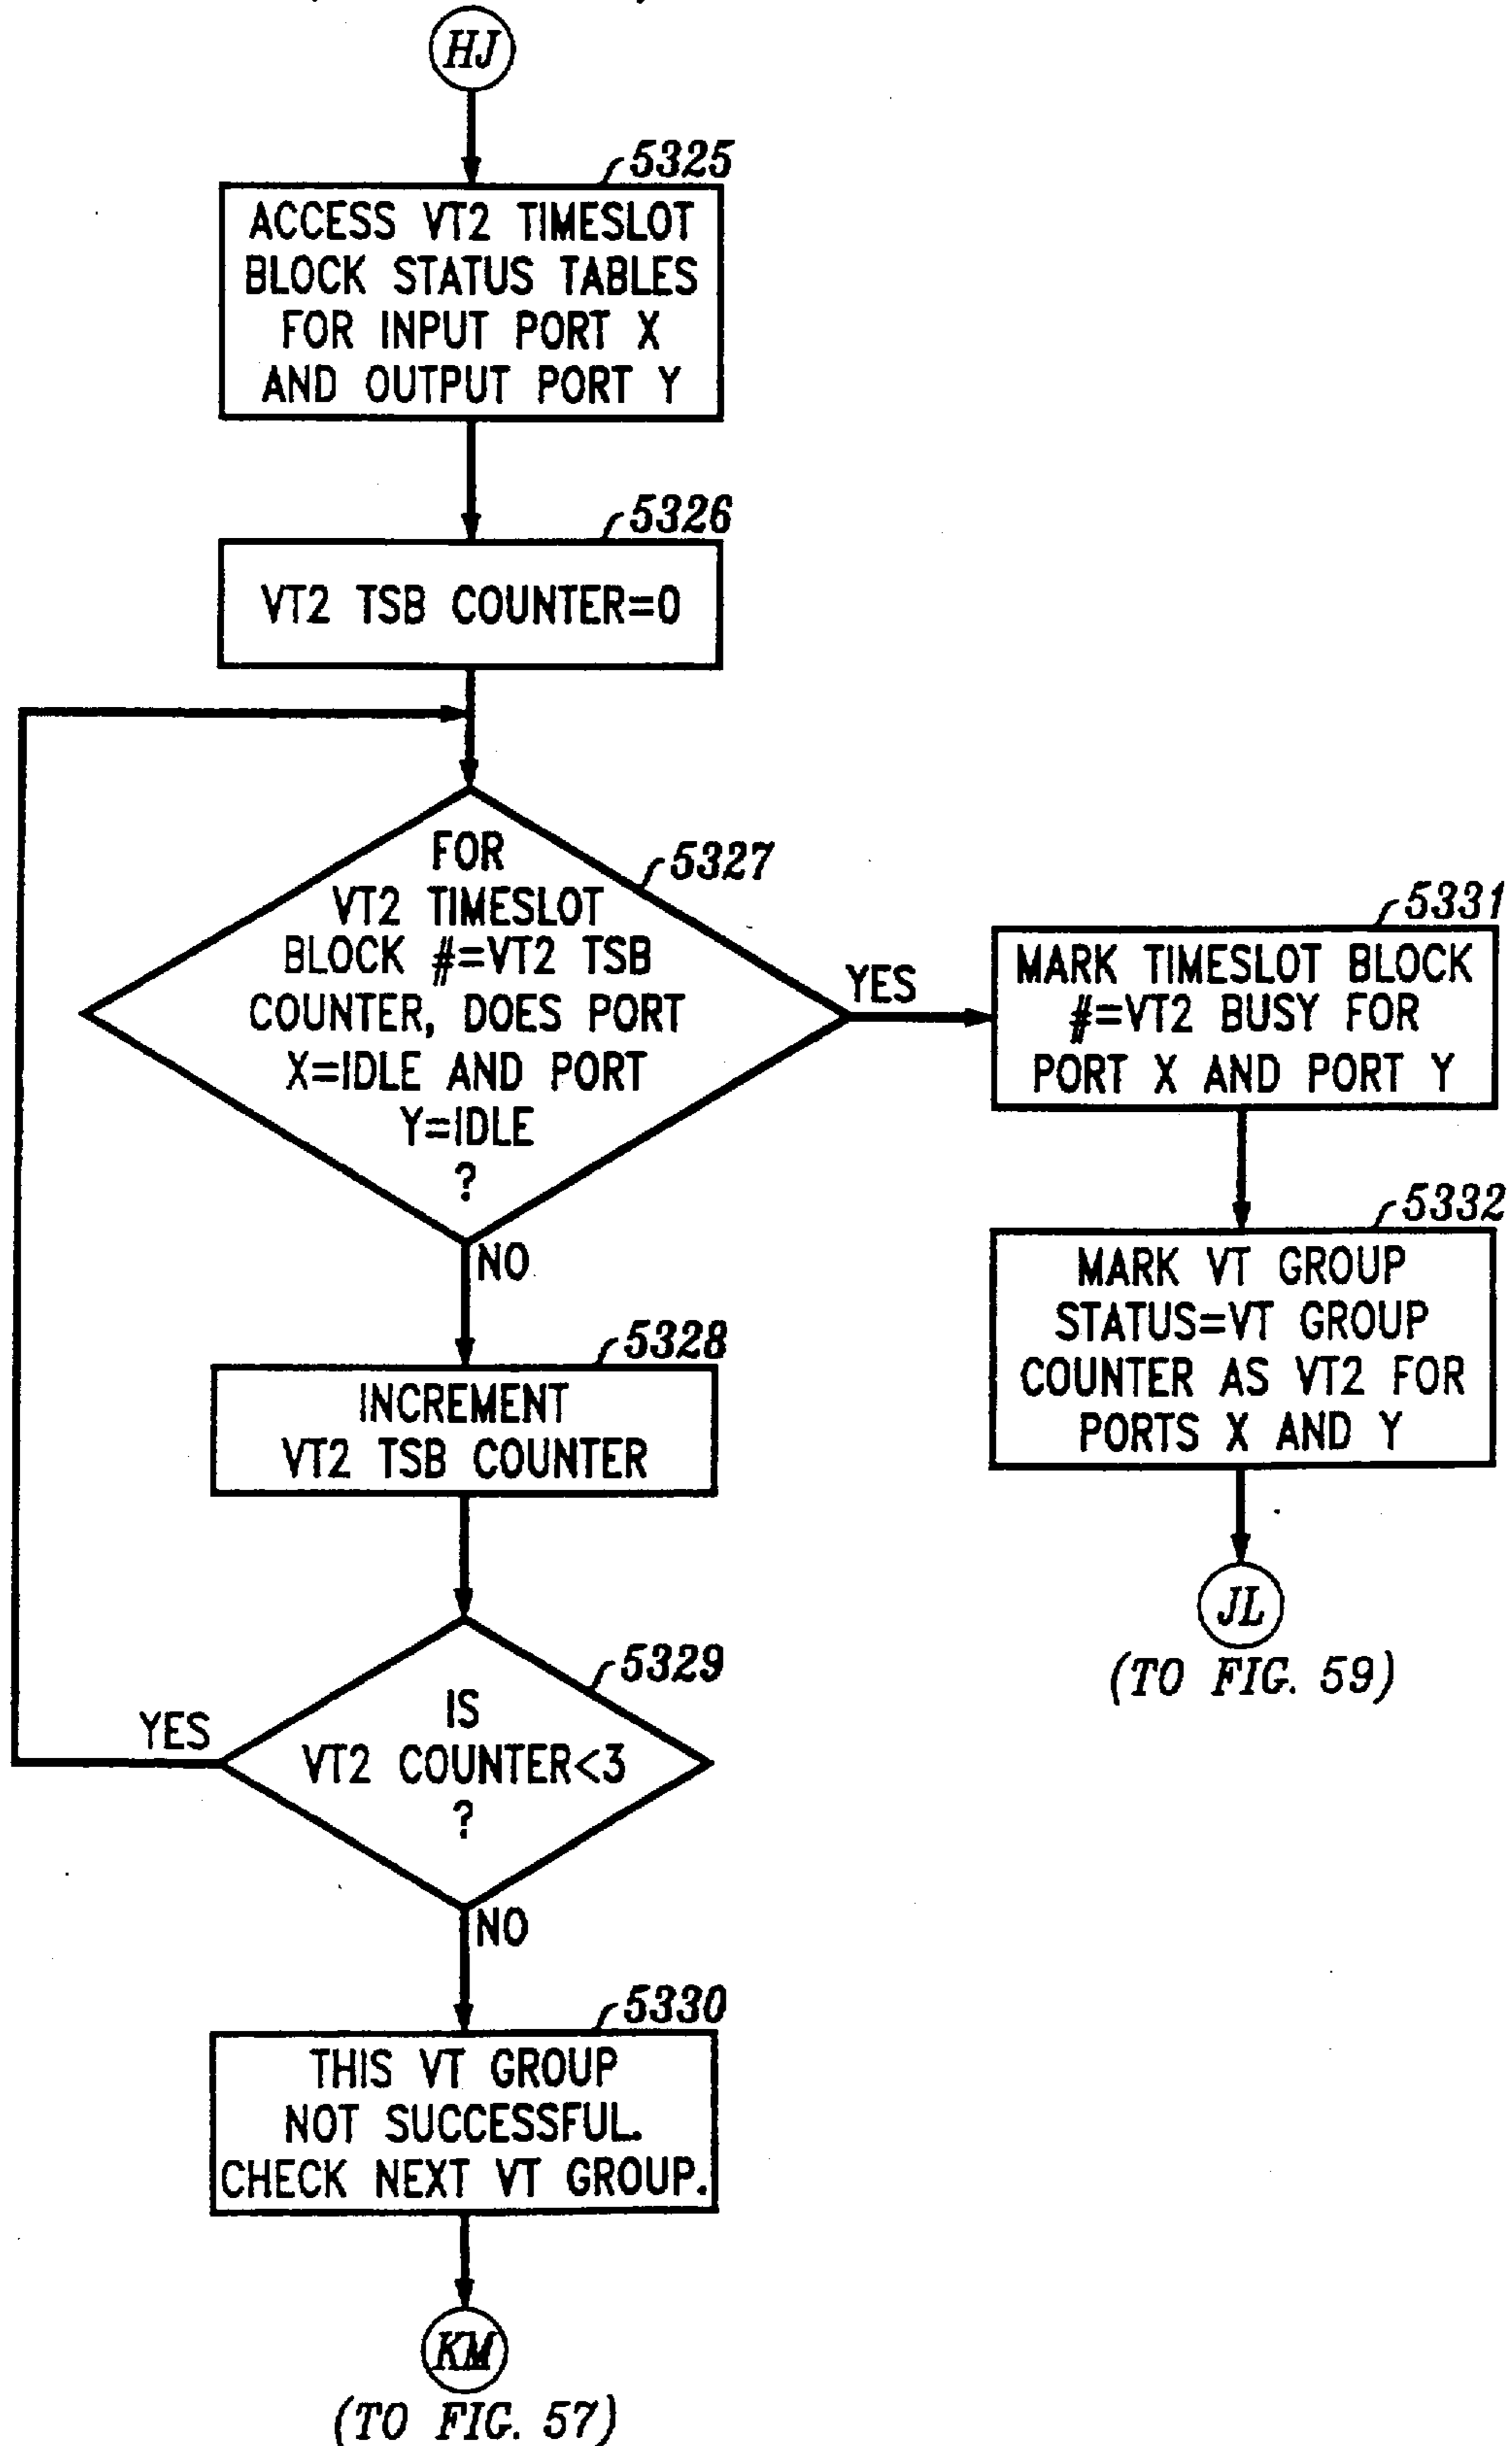 HJ
5325
ACCESS VT2 TIMESLOT
BLOCK STATUS TABLES
FOR INPUT PORT X
AND OUTPUT PORT Y
5326
VT2 TSB COUNTER=0
5327
FOR
VT2 TIMESLOT
BLOCK #=VT2 TSB
COUNTER, DOES PORT
X=IDLE AND PORT
Y=IDLE
?
YES
5331
MARK TIMESLOT BLOCK
#=VT2 BUSY FOR
PORT X AND PORT Y
5332
MARK VT GROUP
STATUS=VT GROUP
COUNTER AS VT2 FOR
PORTS X AND Y
JL
(TO FIG. 59)
NO
5328
INCREMENT
VT2 TSB COUNTER
5329
IS
VT2 COUNTER<3
?
YES
NO
5330
THIS VT GROUP
NOT SUCCESSFUL.
CHECK NEXT VT GROUP.
KM
(TO FIG. 57)